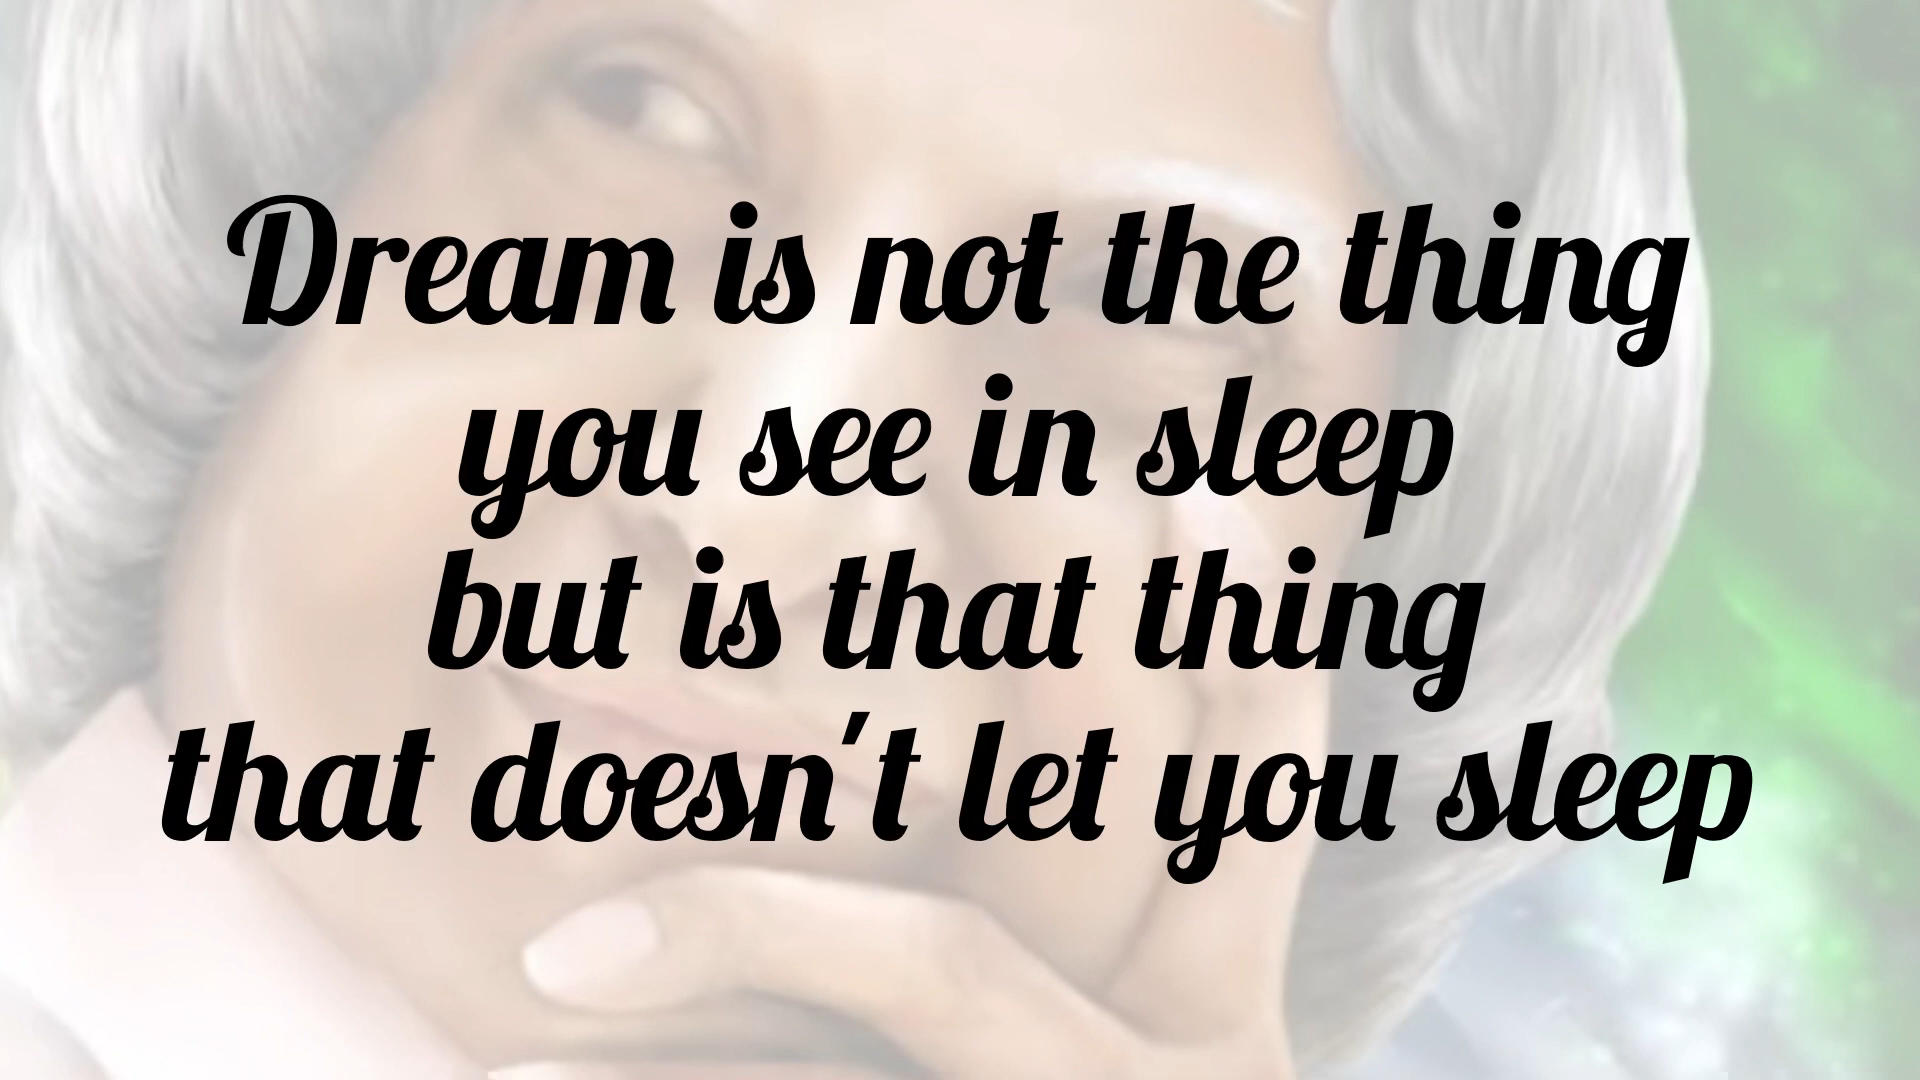 Dream is not the thing
you see in sleep
but is that thing
that doesn't let you sleep